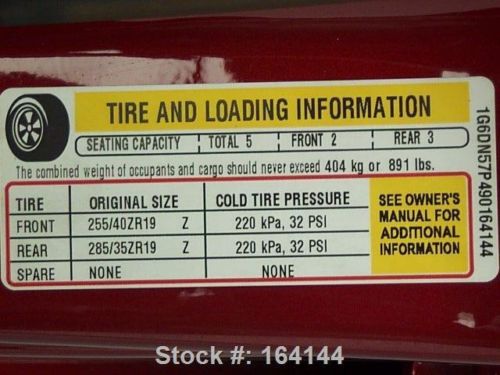 TIRE AND LOADING INFORMATION
SEATING CAPACITY TOTAL 5 FRONT 2 REAR 3
The combined weight of occupants and cargo should never exceed 404 kg or 891 lbs.
TIRE ORIGINAL SIZE COLD TIRE PRESSURE
FRONT 255/40ZR19 Z 220 kPa, 32 PSI
REAR 285/35ZR19 Z 220 kPa, 32 PSI
SPARE NONE NONE
SEE OWNER'S
MANUAL FOR
ADDITIONAL
INFORMATION
1G6DN57P490164144
Stock #: 164144